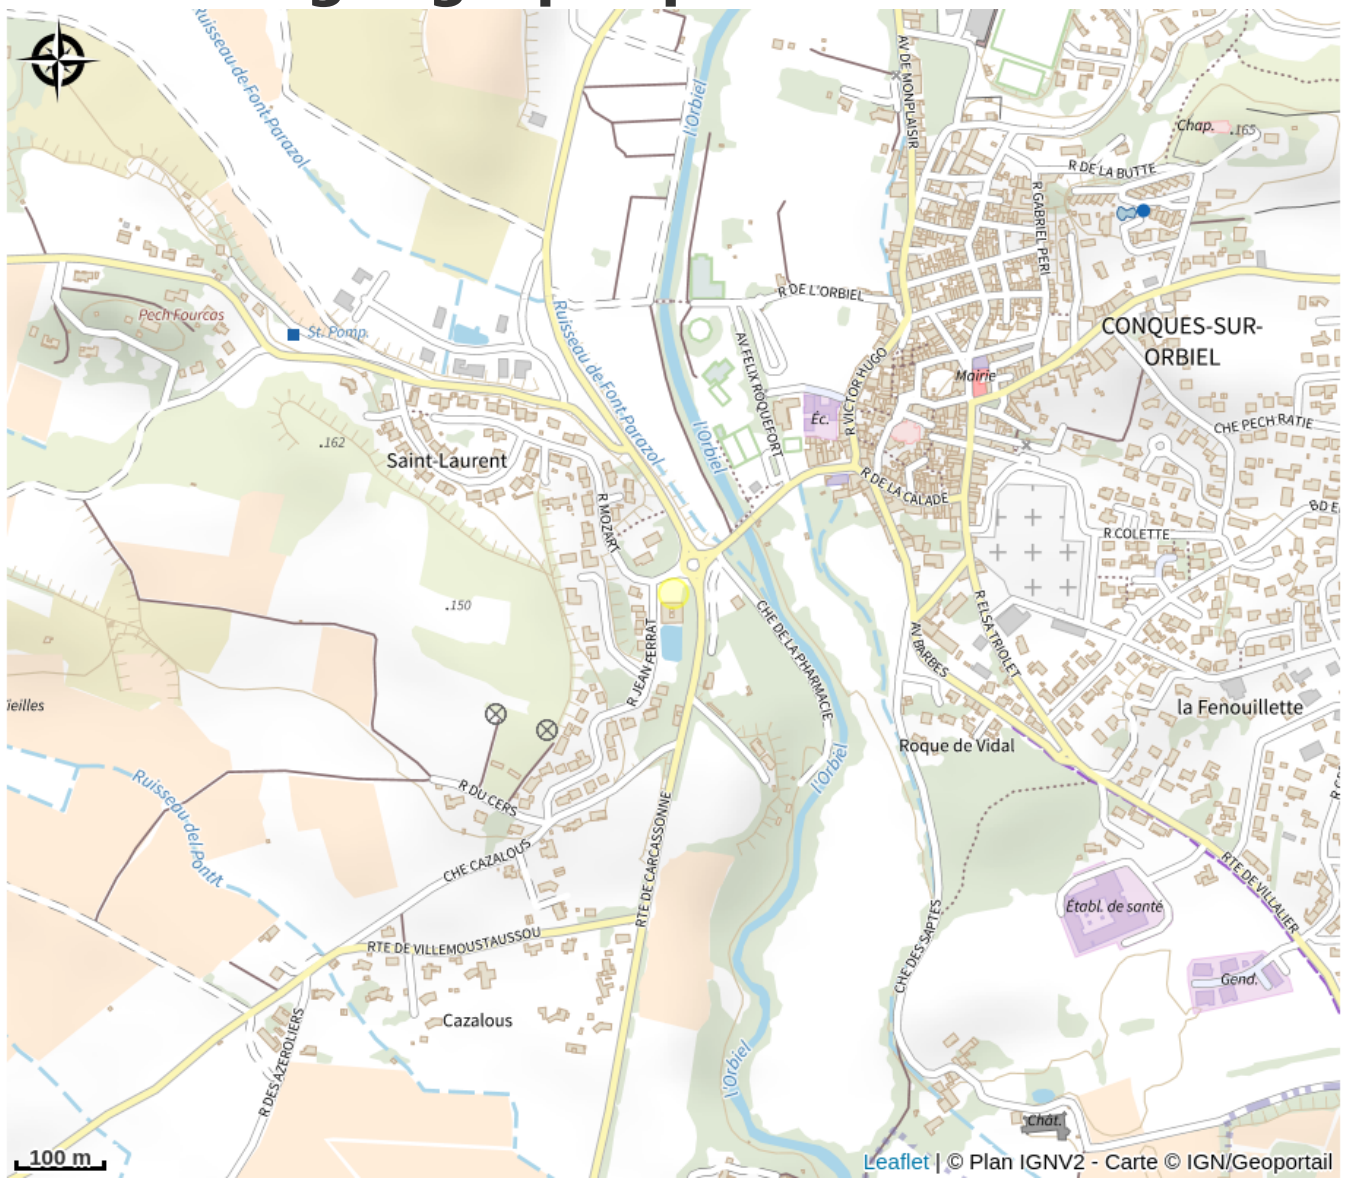 Ruisseau de Font Parazol
l'Orbiel
AV DE MONPLAISIR
Chap.
165
R DE LA BUTTE
R GABRIEL PERI
R DE L'ORBIEL
Pech Fourcos
St. Pomp.
Ruisseau de Font Parazol
AV FELIX ROQUEFORT
R VICTOR HUGO
CONQUES-SUR-
ORBIEL
Mairie
Éc.
CHE PECH RATIE
162
Saint-Laurent
l'Orbiel
R DE LA CALADE
R MOZART
R COLETTE
BD E
150
CHE DE LA PHARMACIE
R ELSA TRIOLET
AV BARBES
R JEAN FERRAT
ieilles
la Fenouillette
Roque de Vidal
l'Orbiel
Ruisseau del Pontit
R DU CERS
RTE DE CARCASSONNE
CHE CAZALOUS
RTE DE VILLALIER
Établ. de santé
CHE DES SAPTES
RTE DE VILLEMOUSTAUSSOU
Gend.
Cazalous
R DES AZEROLIERS
l'Orbiel
Chât.
100 m
Leaflet | © Plan IGNV2 - Carte © IGN/Geoportail